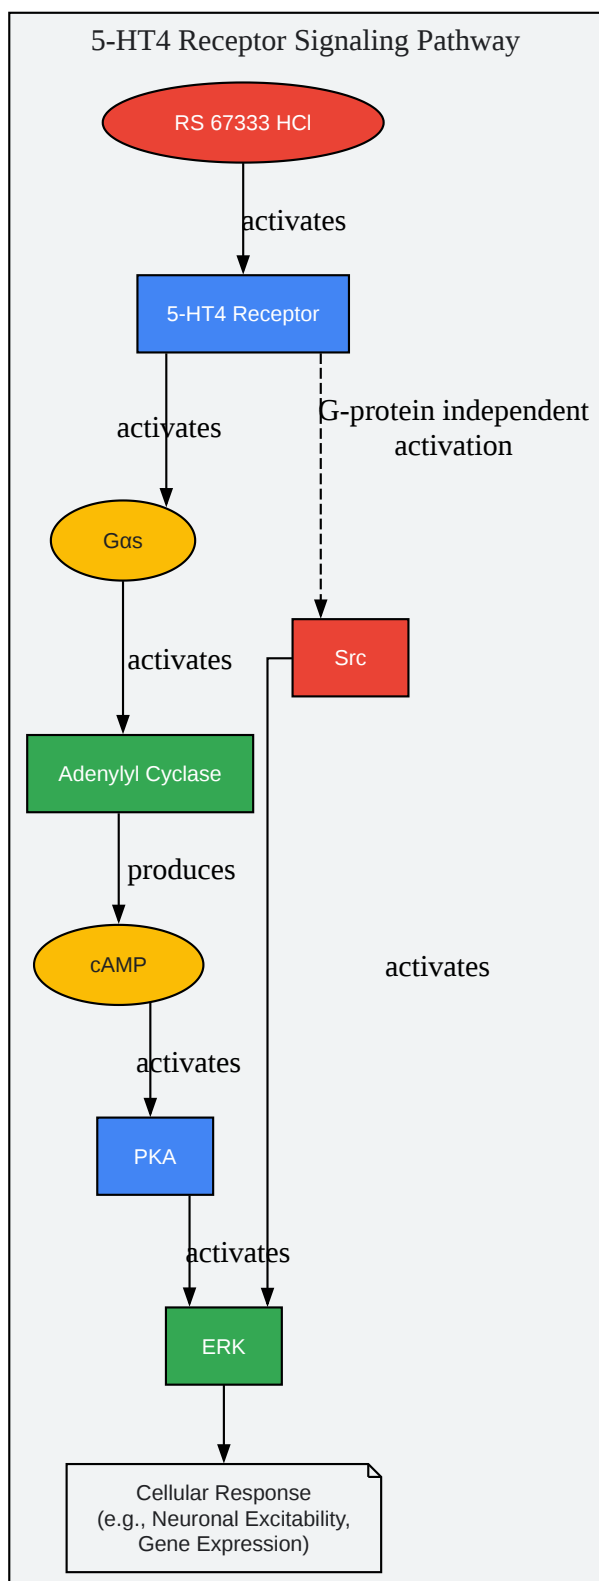 5-HT4 Receptor Signaling Pathway
RS 67333 HCl
activates
5-HT4 Receptor
activates
G-protein independent
activation
Gαs
activates
Src
Adenylyl Cyclase
produces
cAMP
activates
activates
PKA
activates
ERK
Cellular Response
(e.g., Neuronal Excitability,
Gene Expression)